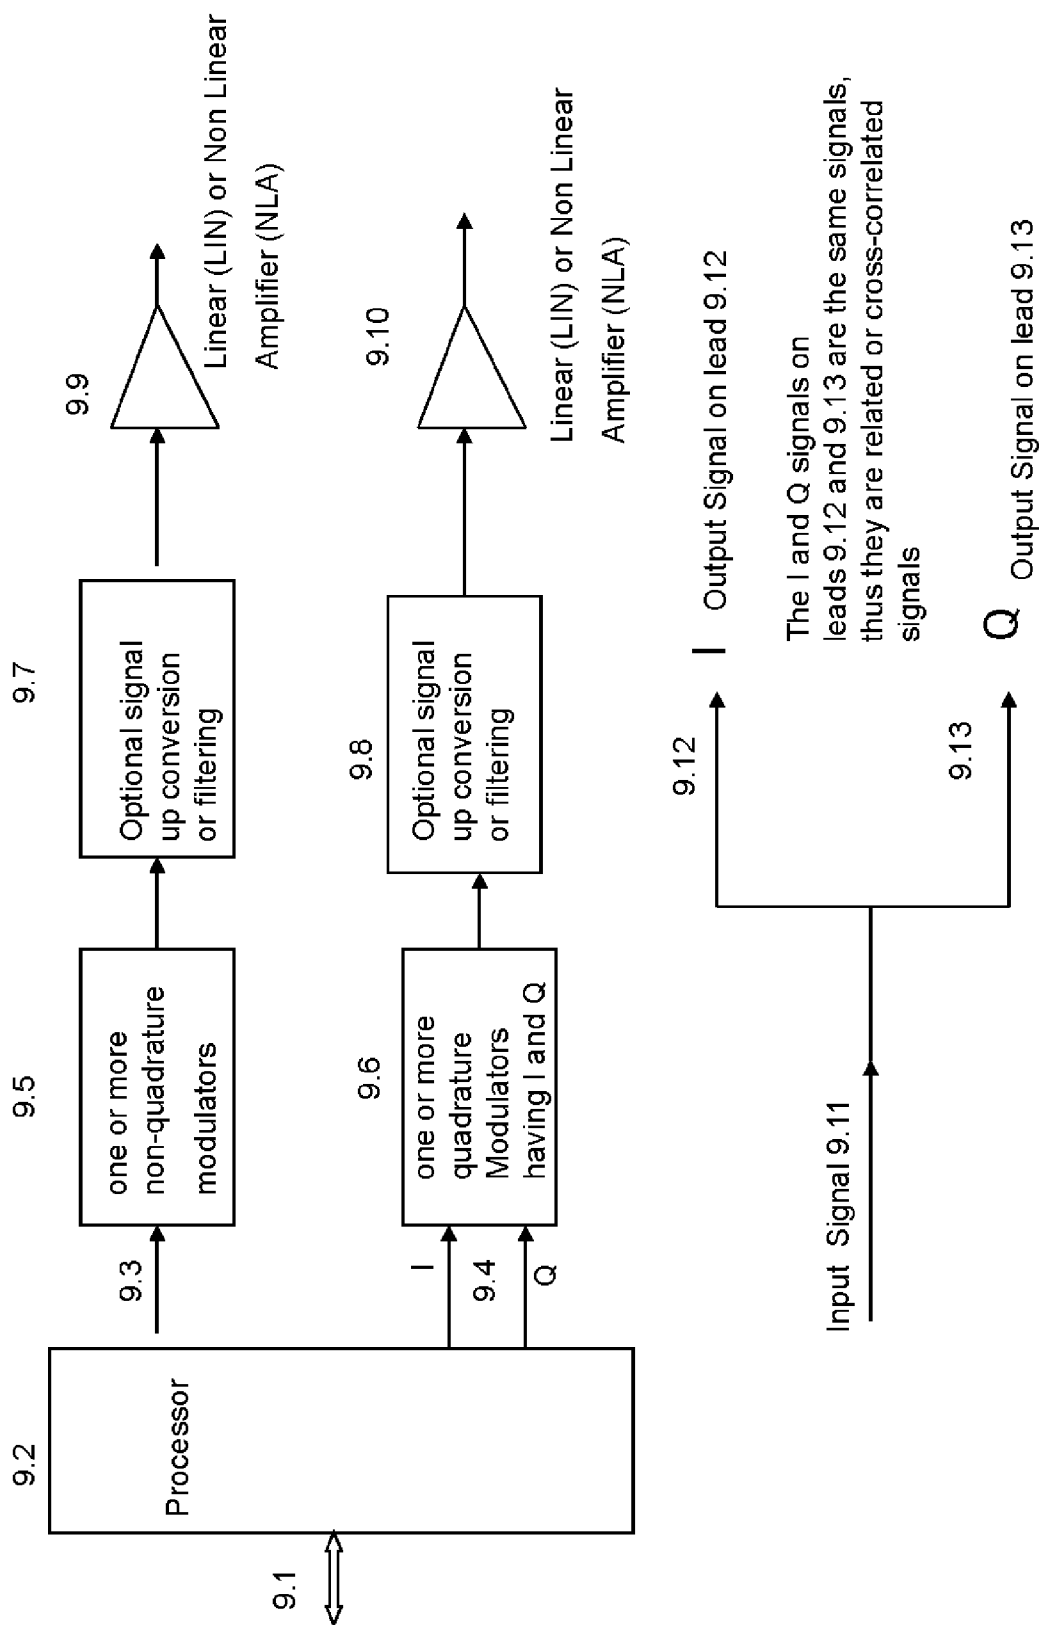 9.1
9.2
Processor
9.3
9.5
one or more
non-quadrature
modulators
9.7
Optional signal
up conversion
or filtering
9.9
Linear (LIN) or Non Linear
Amplifier (NLA)
I
9.4
Q
9.6
one or more
quadrature
Modulators
having I and Q
9.8
Optional signal
up conversion
or filtering
9.10
Linear (LIN) or Non Linear
Amplifier (NLA)
Input Signal 9.11
9.12
I
Output Signal on lead 9.12
The I and Q signals on
leads 9.12 and 9.13 are the same signals,
thus they are related or cross-correlated
signals
9.13
Q
Output Signal on lead 9.13